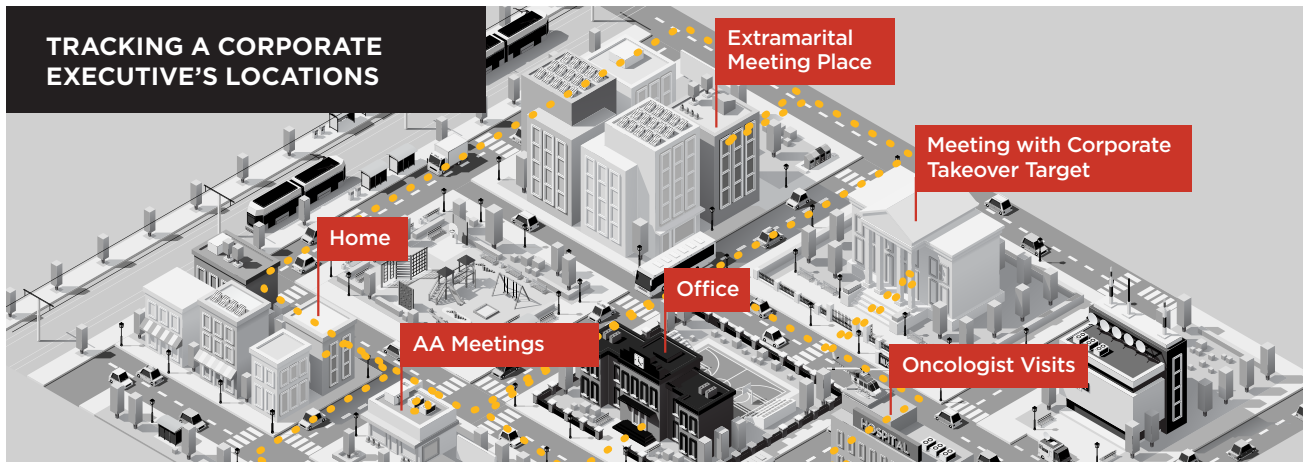 TRACKING A CORPORATE
EXECUTIVE'S LOCATIONS
Extramarital
Meeting Place
Meeting with Corporate
Takeover Target
Home
Office
AA Meetings
Oncologist Visits
HOSPITAL